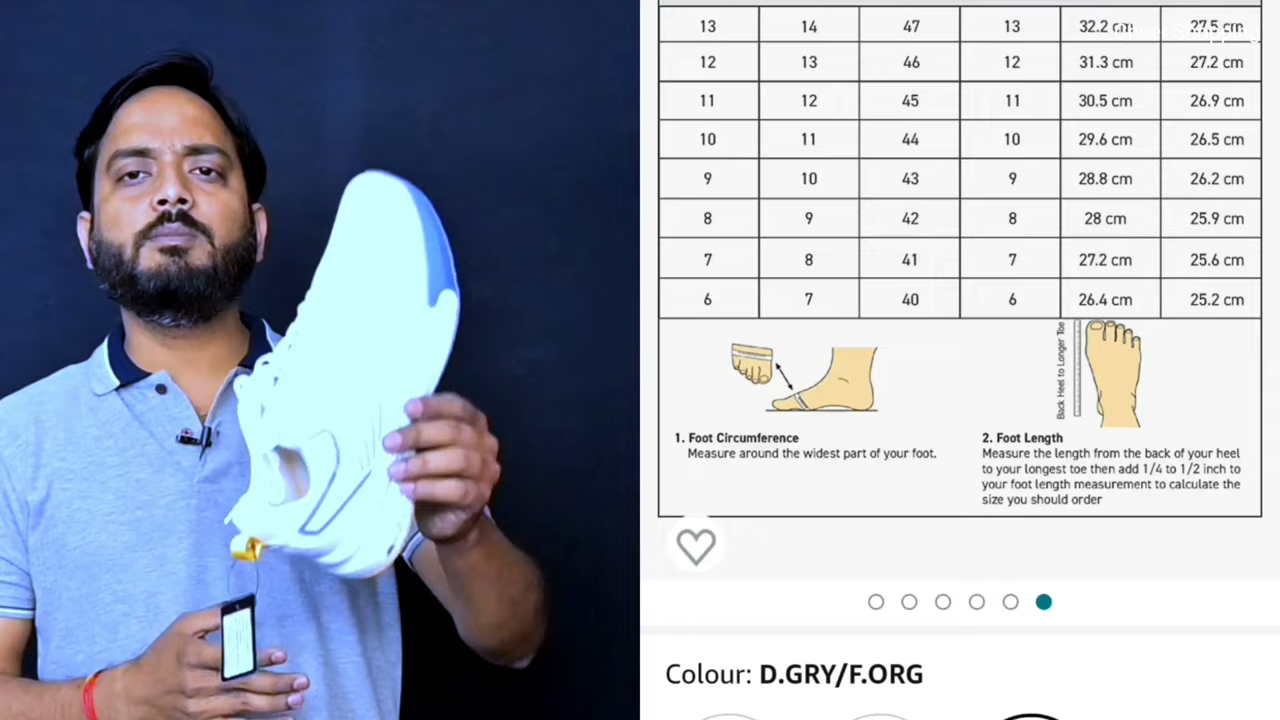 13 14 47 13 32.2 cm 27.5 cm
12 13 46 12 31.3 cm 27.2 cm
11 12 45 11 30.5 cm 26.9 cm
10 11 44 10 29.6 cm 26.5 cm
9 10 43 9 28.8 cm 26.2 cm
8 9 42 8 28 cm 25.9 cm
7 8 41 7 27.2 cm 25.6 cm
6 7 40 6 26.4 cm 25.2 cm
Back Heel to Longer Toe
1. Foot Circumference
Measure around the widest part of your foot.
2. Foot Length
Measure the length from the back of your heel
to your longest toe then add 1/4 to 1/2 inch to
your foot length measurement to calculate the
size you should order
Colour: D.GRY/F.ORG